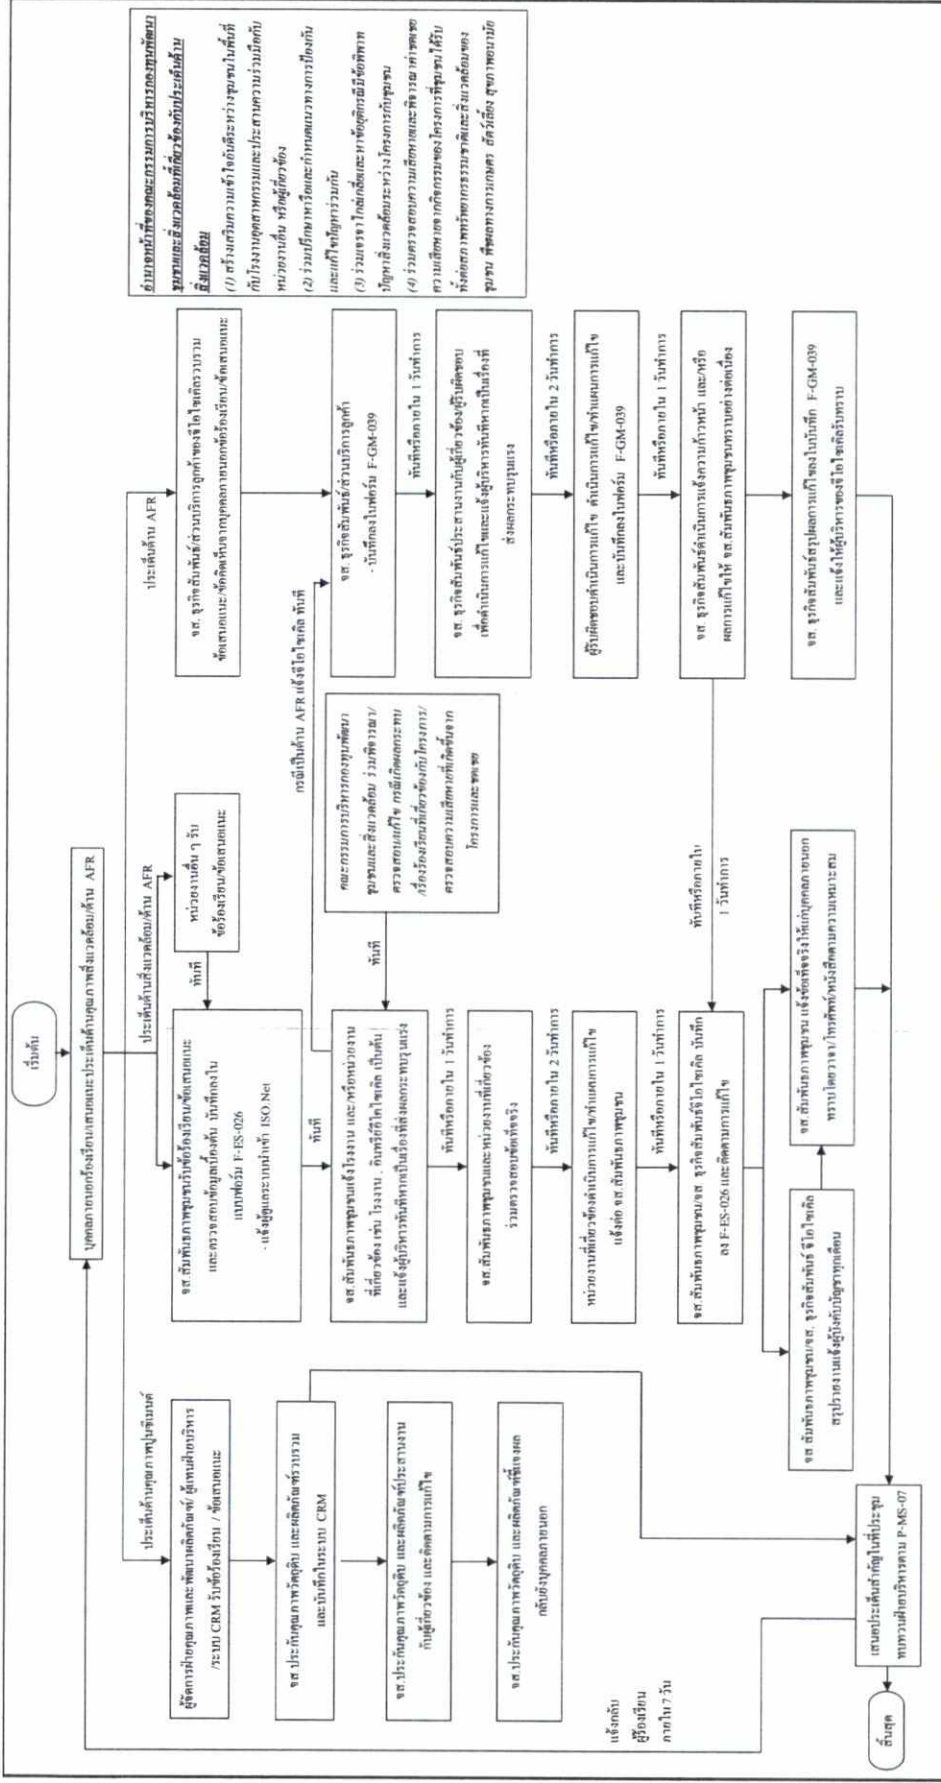 เริ่มต้น
บุคคลภายนอกร้องเรียน/เสนอแนะประเด็นด้านคุณภาพสิ่งแวดล้อม/ด้าน AFR
ประเด็นด้านคุณภาพปูนซีเมนต์
ผู้จัดการฝ่ายคุณภาพและพัฒนาผลิตภัณฑ์/ ผู้แทนฝ่ายบริหาร
/ระบบ CRM รับข้อร้องเรียน / ข้อเสนอแนะ
จส.ประกันคุณภาพวัตถุดิบ และผลิตภัณฑ์รวบรวม
และบันทึกในระบบ CRM
จส.ประกันคุณภาพวัตถุดิบ และผลิตภัณฑ์ประสานงาน
กับผู้เกี่ยวข้อง และติดตามการแก้ไข
จส.ประกันคุณภาพวัตถุดิบ และผลิตภัณฑ์ชี้แจงผล
กลับยังบุคคลภายนอก
ประเด็นด้านสิ่งแวดล้อม/ด้าน AFR
หน่วยงานอื่น ๆ รับ
ข้อร้องเรียน/ข้อเสนอแนะ
ทันที
จส.สัมพันธภาพชุมชนรับข้อร้องเรียน/ข้อเสนอแนะ
และตรวจสอบข้อมูลเบื้องต้น บันทึกลงใน
แบบฟอร์ม F-ES-026
- แจ้งผู้ดูแลระบบนำเข้า ISO Net
ทันที
จส.สัมพันธภาพชุมชนแจ้งโรงงาน และ/หรือหน่วยงาน
ที่เกี่ยวข้อง เช่น โรงงาน , อินทรีอีโคไซเคิล เป็นต้น
และแจ้งผู้บริหารทันทีหากเป็นเรื่องที่ส่งผลกระทบรุนแรง
ทันทีหรือภายใน 1 วันทำการ
จส.สัมพันธภาพชุมชนและหน่วยงานที่เกี่ยวข้อง
ร่วมตรวจสอบข้อเท็จจริง
ทันทีหรือภายใน 2 วันทำการ
หน่วยงานที่เกี่ยวข้องดำเนินการแก้ไข/ทำแผนการแก้ไข
แจ้งต่อ จส.สัมพันธภาพชุมชน
ทันทีหรือภายใน 1 วันทำการ
จส.สัมพันธภาพชุมชน/จส. ธุรกิจสัมพันธ์จีโอไซเคิล บันทึก
ลง F-ES-026 และติดตามการแก้ไข
จส สัมพันธภาพชุมชน/จส. ธุรกิจสัมพันธ์ จีโอไซเคิล
สรุปรายงานแจ้งผู้บังคับบัญชาทุกเดือน
จส.สัมพันธภาพชุมชน แจ้งข้อเท็จจริงให้แก่บุคคลภายนอก
ทราบโดยวาจา/โทรศัพท์/หนังสือตามความเหมาะสม
กรณีเป็นด้าน AFR แจ้งจีโอไซเคิล ทันที
คณะกรรมการบริหารกองทุนพัฒนา
ชุมชนและสิ่งแวดล้อม ร่วมพิจารณา/
ตรวจสอบ/แก้ไข กรณีเกิดผลกระทบ
/เรื่องร้องเรียนที่เกี่ยวข้องกับโครงการ/
ตรวจสอบความเสียหายที่เกิดขึ้นจาก
โครงการและชดเชย
ทันที
ประเด็นด้าน AFR
จส. ธุรกิจสัมพันธ์/ส่วนบริการลูกค้าของจีโอไซเคิลรวบรวม
ข้อเสนอแนะ/ข้อคิดเห็นจากบุคคลภายนอกข้อร้องเรียน/ข้อเสนอแนะ
จส. ธุรกิจสัมพันธ์/ส่วนบริการลูกค้า
- บันทึกลงในฟอร์ม F-GM-039
ทันทีหรือภายใน 1 วันทำการ
จส. ธุรกิจสัมพันธ์ประสานงานกับผู้เกี่ยวข้อง/ผู้รับผิดชอบ
เพื่อดำเนินการแก้ไขและแจ้งผู้บริหารทันทีหากเป็นเรื่องที่
ส่งผลกระทบรุนแรง
ทันทีหรือภายใน 2 วันทำการ
ผู้รับผิดชอบดำเนินการแก้ไข ดำเนินการแก้ไข/ทำแผนการแก้ไข
และบันทึกลงในฟอร์ม F-GM-039
ทันทีหรือภายใน 1 วันทำการ
จส. ธุรกิจสัมพันธ์ดำเนินการแจ้งความก้าวหน้า และ/หรือ
ผลการแก้ไขให้ จส.สัมพันธภาพชุมชนทราบอย่างต่อเนื่อง
ทันทีหรือภายใน
1 วันทำการ
จส. ธุรกิจสัมพันธ์สรุปผลการแก้ไขลงในบันทึก F-GM-039
และแจ้งให้ผู้บริหารของจีโอไซเคิลรับทราบ
อำนาจหน้าที่ของคณะกรรมการบริหารกองทุนพัฒนา
ชุมชนและสิ่งแวดล้อมที่เกี่ยวข้องกับประเด็นด้าน
สิ่งแวดล้อม
(1) สร้างเสริมความเข้าใจอันดีระหว่างชุมชนในพื้นที่
กับโรงงานอุตสาหกรรมและประสานความร่วมมือกับ
หน่วยงานอื่น หรือผู้เกี่ยวข้อง
(2) ร่วมปรึกษาหารือและกำหนดแนวทางการป้องกัน
และแก้ไขปัญหาร่วมกัน
(3) ร่วมเจรจาไกล่เกลี่ยและหาข้อยุติกรณีมีข้อพิพาท
ปัญหาสิ่งแวดล้อมระหว่างโครงการกับชุมชน
(4) ร่วมตรวจสอบความเสียหายและพิจารณาค่าชดเชย
ความเสียหายจากกิจกรรมของโครงการที่ชุมชนได้รับ
ทั้งต่อสภาพทรัพยากรธรรมชาติและสิ่งแวดล้อมของ
ชุมชน พืชผลทางการเกษตร สัตว์เลี้ยง สุขภาพอนามัย
เสนอประเด็นสำคัญในที่ประชุม
ทบทวนฝ่ายบริหารตาม P-MS-07
แจ้งกลับ
ผู้ร้องเรียน
ภายใน 7 วัน
สิ้นสุด